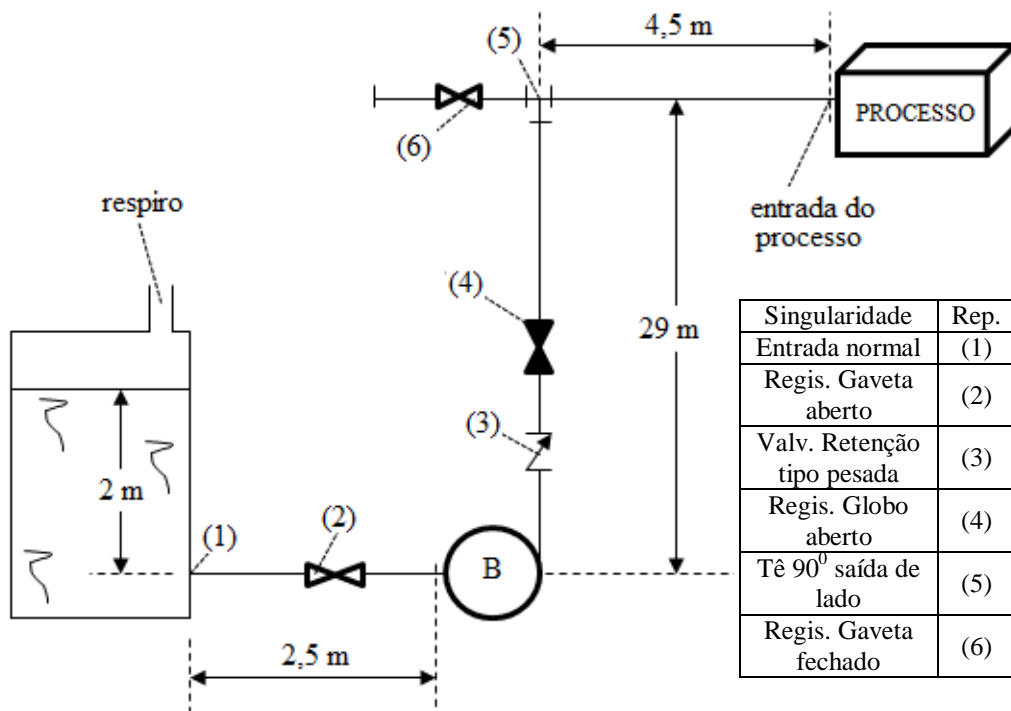 4,5 m
(5)
PROCESSO
(6)
entrada do
processo
respiro
(4)
29 m
(3)
2 m
(1)
(2)
B
2,5 m
Singularidade Rep.
Entrada normal (1)
Regis. Gaveta
aberto (2)
Valv. Retenção
tipo pesada (3)
Regis. Globo
aberto (4)
Tê 90⁰ saída de
lado (5)
Regis. Gaveta
fechado (6)